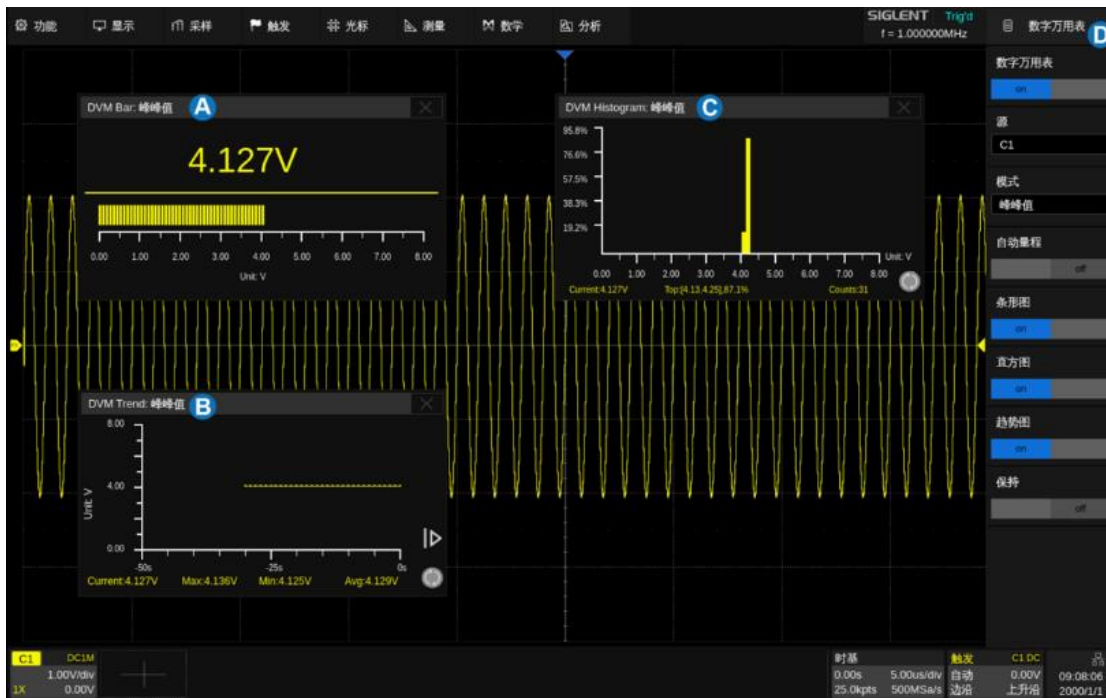 功能 显示 采样 触发 光标 测量 数学 分析
SIGLENT Trig'd
f = 1.000000MHz
数字万用表 D
DVM Bar: 峰峰值 A
4.127V
0.00 1.00 2.00 3.00 4.00 5.00 6.00 7.00 8.00
Unit: V
DVM Histogram: 峰峰值 C
95.8%
76.6%
57.5%
38.3%
19.2%
Unit: V
0.00 1.00 2.00 3.00 4.00 5.00 6.00 7.00 8.00
Current:4.127V Top:[4.13,4.25],87.1% Counts:31
DVM Trend: 峰峰值 B
8.00
4.00
0.00
Unit: V
-50s -25s 0s
Current:4.127V Max:4.136V Min:4.125V Avg:4.129V
数字万用表
on
源
C1
模式
峰峰值
自动量程
off
条形图
on
直方图
on
趋势图
on
保持
off
C1 DC1M
1.00V/div
1X 0.00V
时基
0.00s 5.00us/div
25.0kpts 500MSa/s
触发 C1 DC
自动 0.00V
边沿 上升沿
09:08:06
2000/1/1